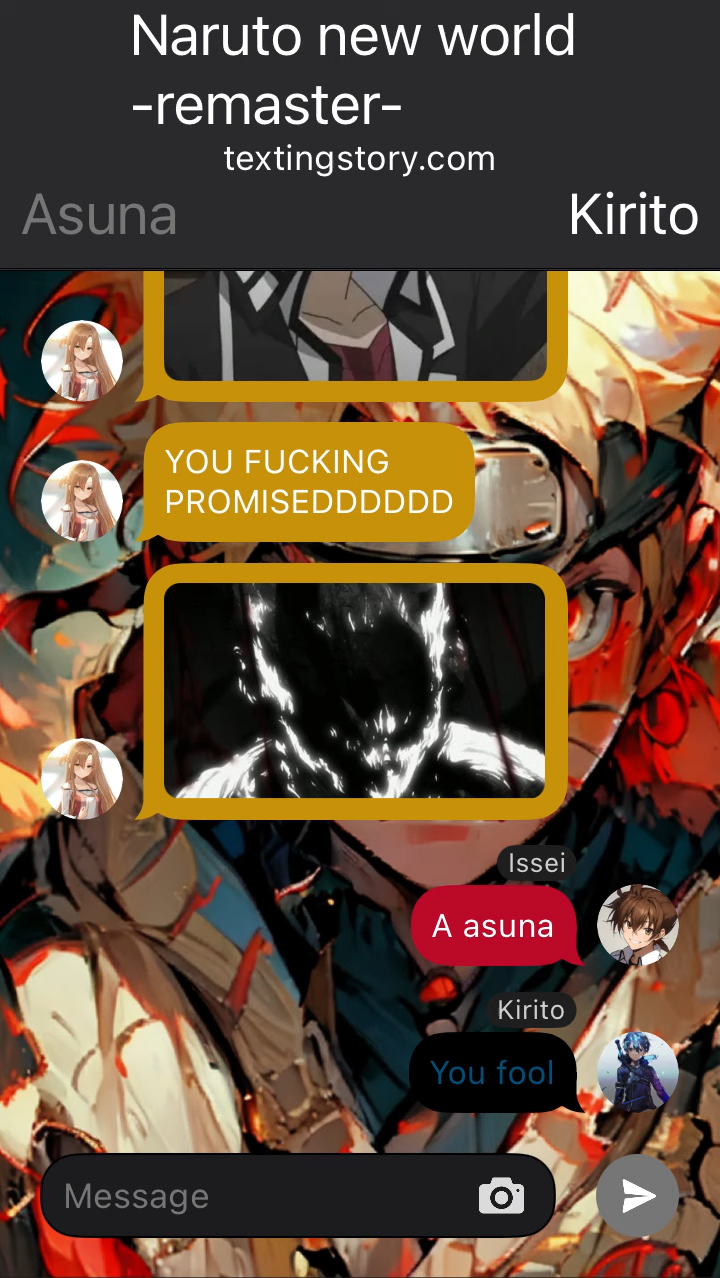 Naruto new world
-remaster-
textingstory.com
Asuna
Kirito
YOU FUCKING
PROMISEDDDDDD
Issei
A asuna
Kirito
You fool
Message